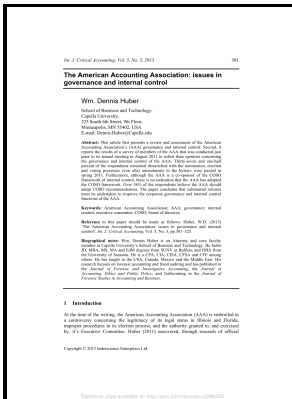 Int. J. Critical Accounting, Vol. 5, No. 3, 2013 301
The American Accounting Association: issues in
governance and internal control
Wm. Dennis Huber
School of Business and Technology,
Capella University,
225 South 6th Street, 9th Floor,
Minneapolis, MN 55402, USA
E-mail: Dennis.Huber@Capella.edu
Abstract: This article first presents a review and assessment of the American
Accounting Association's (AAA) governance and internal control. Second, it
reports the results of a survey of members of the AAA that was conducted just
prior to its annual meeting in August 2011 to solicit their opinions concerning
the governance and internal control of the AAA. Thirty-seven and one-half
percent of the respondents remained dissatisfied with the nomination, election
and voting processes even after amendments to the bylaws were passed in
spring 2011. Furthermore, although the AAA is a co-sponsor of the COSO
framework of internal control, there is no indication that the AAA has adopted
the COSO framework. Over 56% of the respondents believe the AAA should
adopt COSO recommendations. The paper concludes that substantial reforms
must be undertaken to improve the corporate governance and internal control
functions of the AAA.
Keywords: American Accounting Association; AAA; governance; internal
control; executive committee; COSO; board of directors.
Reference to this paper should be made as follows: Huber, W.D. (2013)
'The American Accounting Association: issues in governance and internal
control', Int. J. Critical Accounting, Vol. 5, No. 3, pp.301–325.
Biographical notes: Wm. Dennis Huber is an Attorney and core faculty
member at Capella University's School of Business and Technology. He holds
JD, MBA, MS, MA and EdM degrees from SUNY at Buffalo, and DBA from
the University of Sarasota. He is a CPA, CIA, CISA, CFSA and CFE among
others. He has taught in the USA, Canada, Mexico and the Middle East. His
research focuses on forensic accounting and auditing and has published in
the Journal of Forensic and Investigative Accounting, the Journal of
Accounting, Ethics and Public Policy, and forthcoming in the Journal of
Forensic Studies in Accounting and Business.
1 Introduction
At the time of the writing, the American Accounting Association (AAA) is embroiled in
a controversy concerning the legitimacy of its legal status in Illinois and Florida,
improper procedures in its election process, and the authority granted to, and exercised
by, it's Executive Committee. Huber (2011) uncovered, through research of official
Copyright © 2013 Inderscience Enterprises Ltd.
Electronic copy available at: